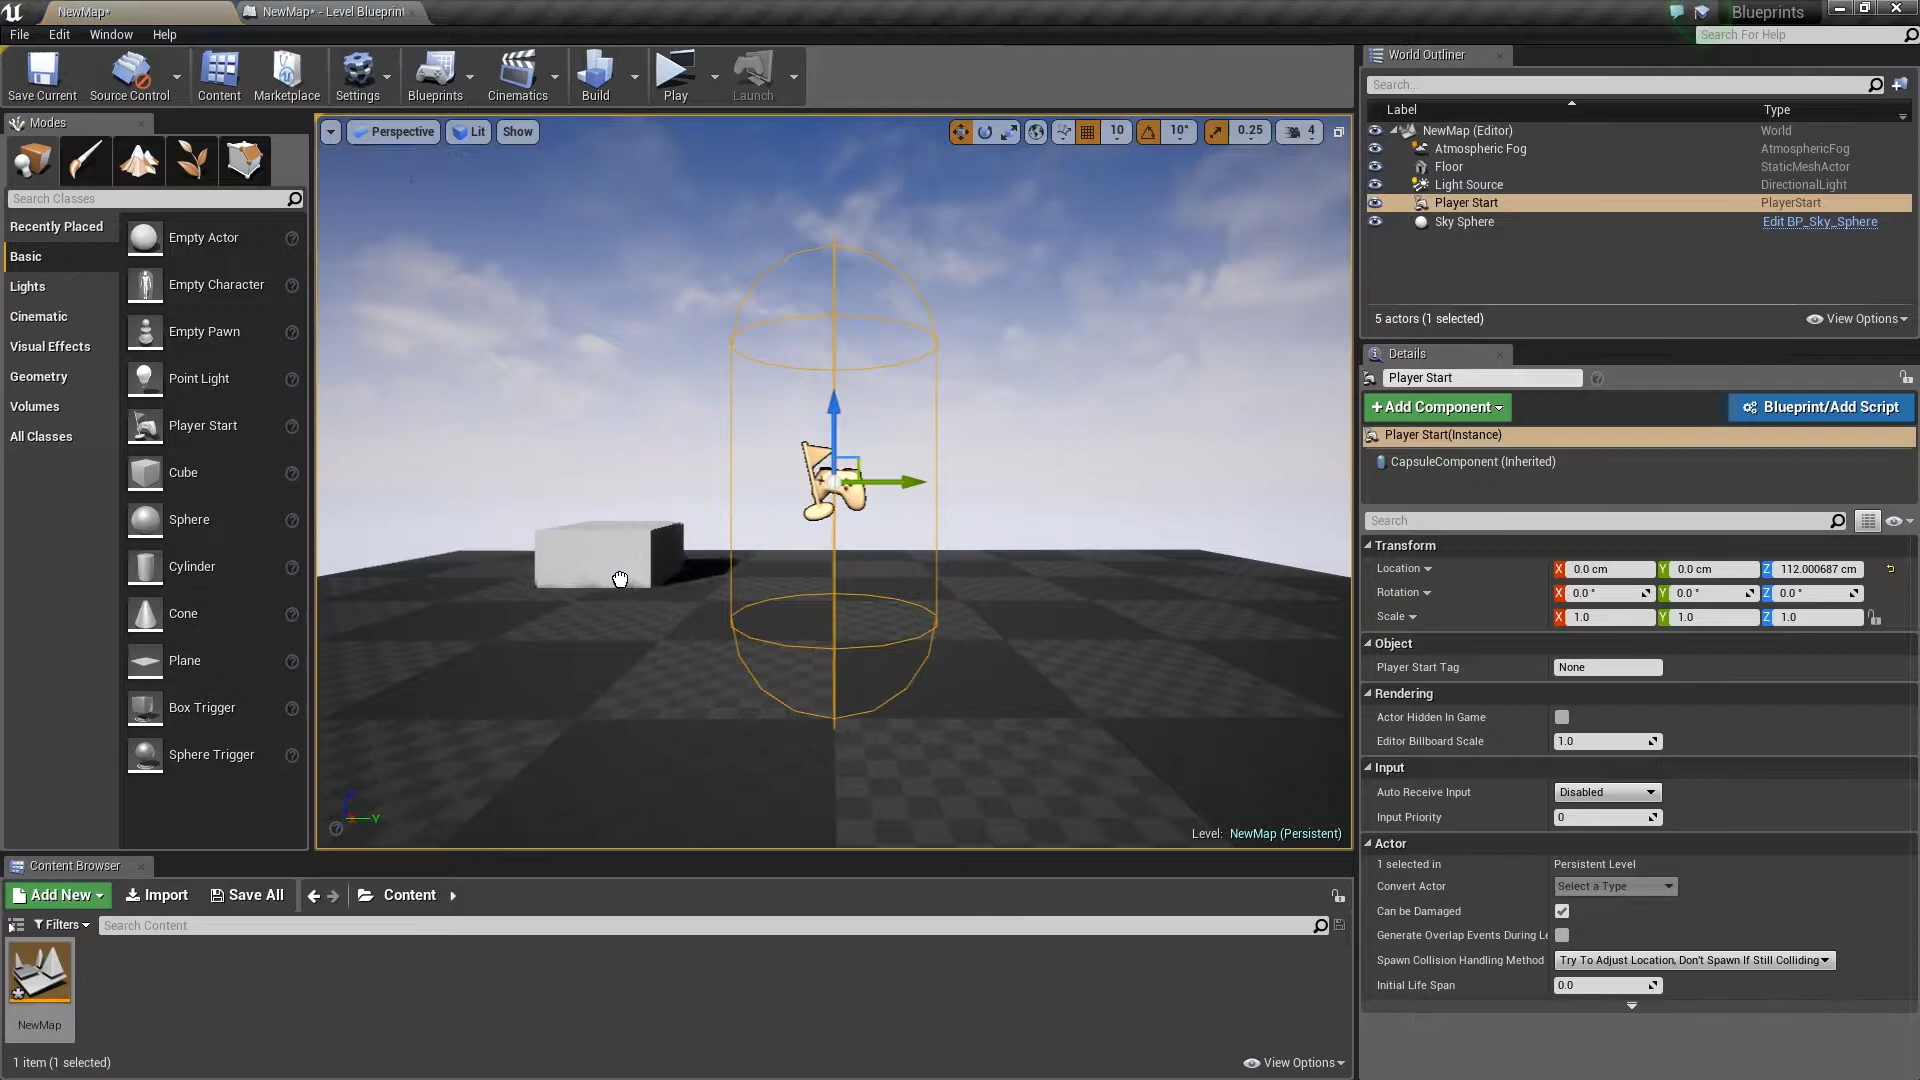 NewMap*
NewMap* - Level Blueprint
Blueprints
File
Edit
Window
Help
Search For Help
Save Current
Source Control
Content
Marketplace
Settings
Blueprints
Cinematics
Build
Play
Launch
Modes
Search Classes
Recently Placed
Basic
Lights
Cinematic
Visual Effects
Geometry
Volumes
All Classes
Empty Actor
Empty Character
Empty Pawn
Point Light
Player Start
Cube
Sphere
Cylinder
Cone
Plane
Box Trigger
Sphere Trigger
Perspective
Lit
Show
10
10°
0.25
4
Y
Level: NewMap (Persistent)
World Outliner
Search...
Label
Type
NewMap (Editor)
World
Atmospheric Fog
AtmosphericFog
Floor
StaticMeshActor
Light Source
DirectionalLight
Player Start
PlayerStart
Sky Sphere
Edit BP_Sky_Sphere
5 actors (1 selected)
View Options
Details
Player Start
+Add Component
Blueprint/Add Script
Player Start(Instance)
CapsuleComponent (Inherited)
Search
Transform
Location X 0.0 cm Y 0.0 cm Z 112.000687 cm
Rotation X 0.0 ° Y 0.0 ° Z 0.0 °
Scale X 1.0 Y 1.0 Z 1.0
Object
Player Start Tag None
Rendering
Actor Hidden In Game
Editor Billboard Scale 1.0
Input
Auto Receive Input Disabled
Input Priority 0
Actor
1 selected in Persistent Level
Convert Actor Select a Type
Can be Damaged
Generate Overlap Events During Le
Spawn Collision Handling Method Try To Adjust Location, Don't Spawn If Still Colliding
Initial Life Span 0.0
Content Browser
Add New
Import
Save All
Content
Filters
Search Content
NewMap
1 item (1 selected)
View Options